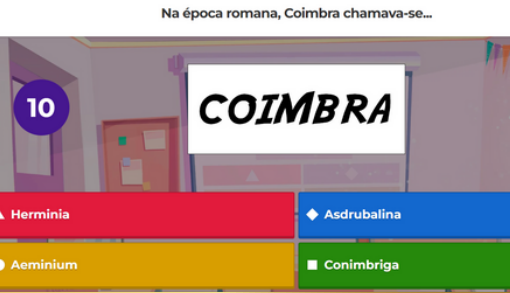 Na época romana, Coimbra chamava-se...
10
COIMBRA
Herminia
Asdrubalina
Aeminium
Conimbriga